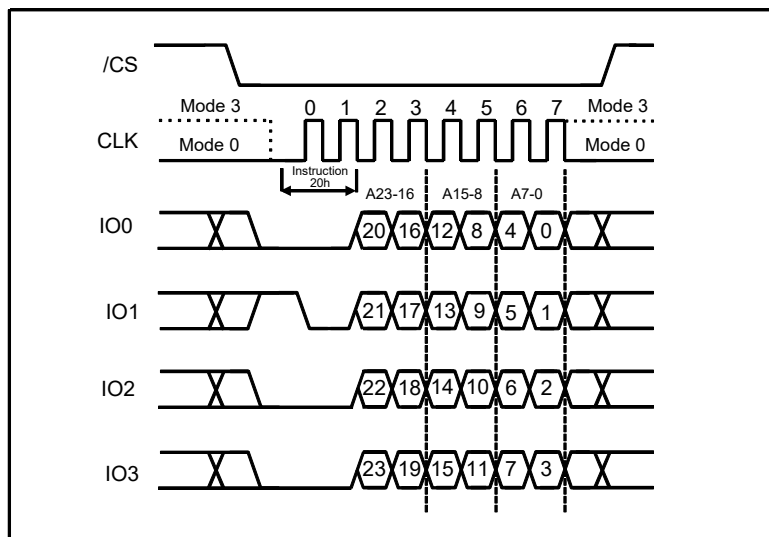 /CS
Mode 3 0 1 2 3 4 5 6 7 Mode 3
CLK Mode 0 Mode 0
Instruction
20h
A23-16 A15-8 A7-0
IO0 20 16 12 8 4 0
IO1 21 17 13 9 5 1
IO2 22 18 14 10 6 2
IO3 23 19 15 11 7 3